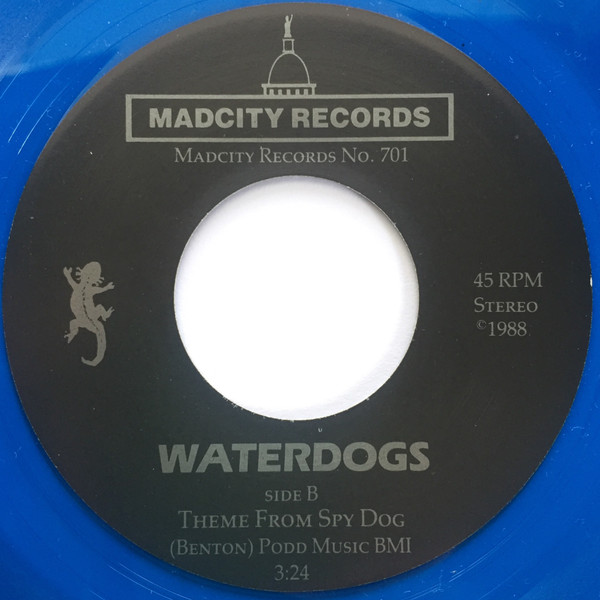 MADCITY RECORDS
MADCITY RECORDS NO. 701
45 RPM
STEREO
©1988
WATERDOGS
SIDE B
THEME FROM SPY DOG
(BENTON) PODD MUSIC BMI
3:24